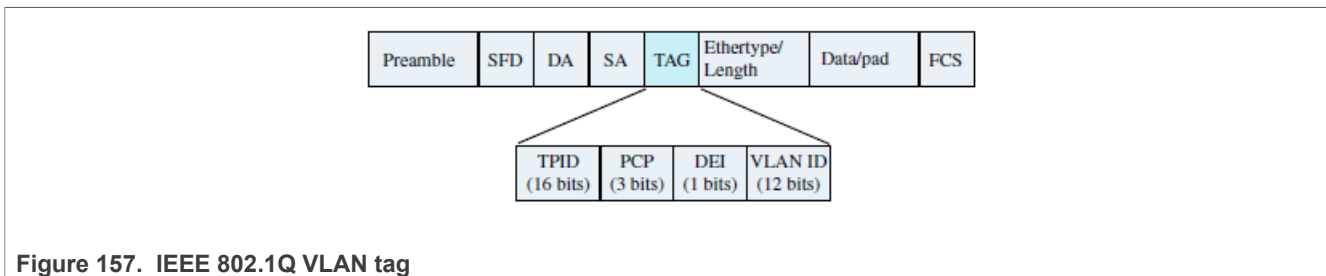 Preamble SFD DA SA TAG Ethertype/
Length Data/pad FCS
TPID PCP DEI VLAN ID
(16 bits) (3 bits) (1 bits) (12 bits)
Figure 157. IEEE 802.1Q VLAN tag